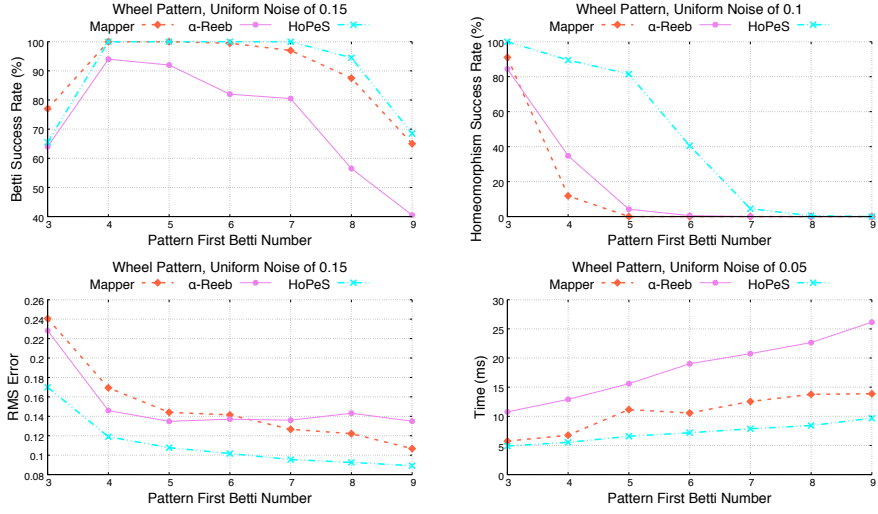 Wheel Pattern, Uniform Noise of 0.15
Mapper α-Reeb HoPeS
Betti Success Rate (%)
100
90
80
70
60
50
40
3 4 5 6 7 8 9
Pattern First Betti Number
Wheel Pattern, Uniform Noise of 0.1
Mapper α-Reeb HoPeS
Homeomorphism Success Rate (%)
100
80
60
40
20
0
3 4 5 6 7 8 9
Pattern First Betti Number
Wheel Pattern, Uniform Noise of 0.15
Mapper α-Reeb HoPeS
RMS Error
0.26
0.24
0.22
0.2
0.18
0.16
0.14
0.12
0.1
0.08
3 4 5 6 7 8 9
Pattern First Betti Number
Wheel Pattern, Uniform Noise of 0.05
Mapper α-Reeb HoPeS
Time (ms)
30
25
20
15
10
5
0
3 4 5 6 7 8 9
Pattern First Betti Number